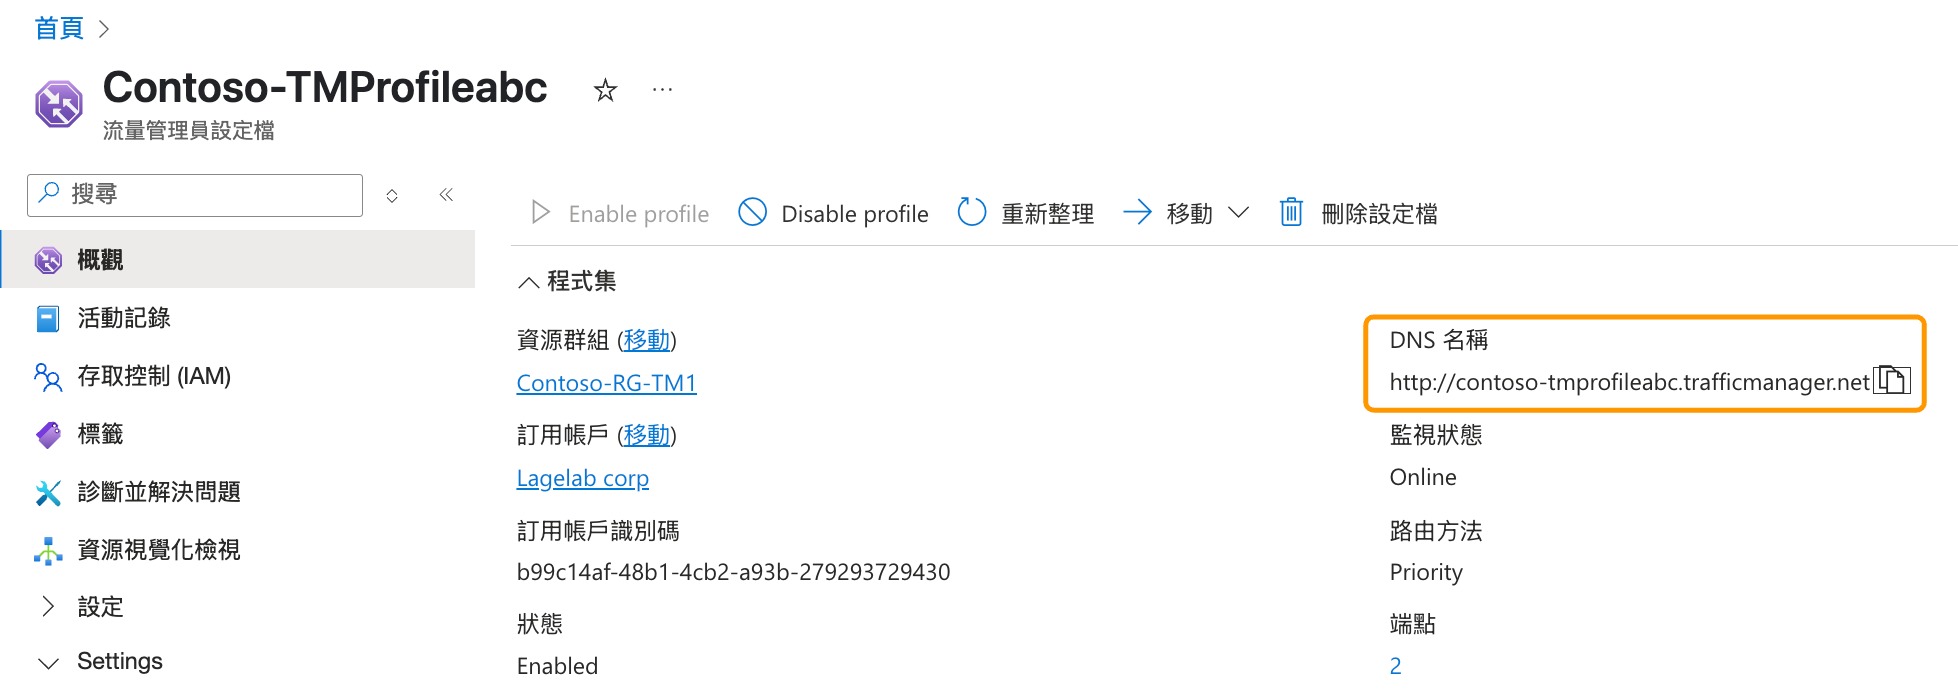 首頁
Contoso-TMProfileabc
流量管理員設定檔
搜尋
Enable profile Disable profile 重新整理 移動 刪除設定檔
概觀
活動記錄
存取控制 (IAM)
標籤
診斷並解決問題
資源視覺化檢視
設定
Settings
程式集
資源群組 (移動)
Contoso-RG-TM1
訂用帳戶 (移動)
Lagelab corp
訂用帳戶識別碼
b99c14af-48b1-4cb2-a93b-279293729430
狀態
Enabled
DNS 名稱
http://contoso-tmprofileabc.trafficmanager.net
監視狀態
Online
路由方法
Priority
端點
2